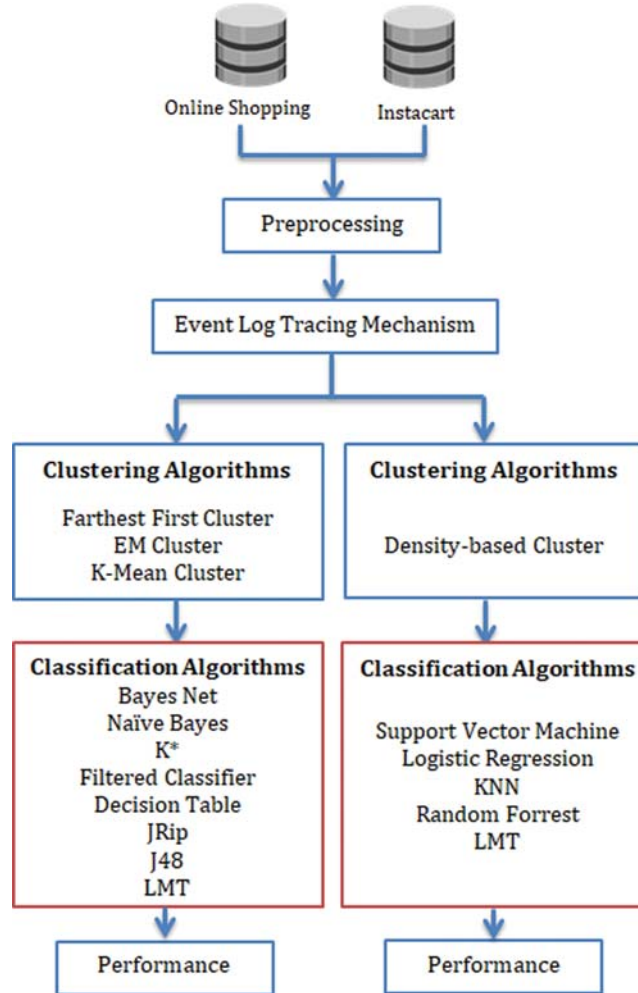 Online Shopping
Instacart
Preprocessing
Event Log Tracing Mechanism
Clustering Algorithms
Farthest First Cluster
EM Cluster
K-Mean Cluster
Clustering Algorithms
Density-based Cluster
Classification Algorithms
Bayes Net
Naïve Bayes
K*
Filtered Classifier
Decision Table
JRip
J48
LMT
Classification Algorithms
Support Vector Machine
Logistic Regression
KNN
Random Forrest
LMT
Performance
Performance